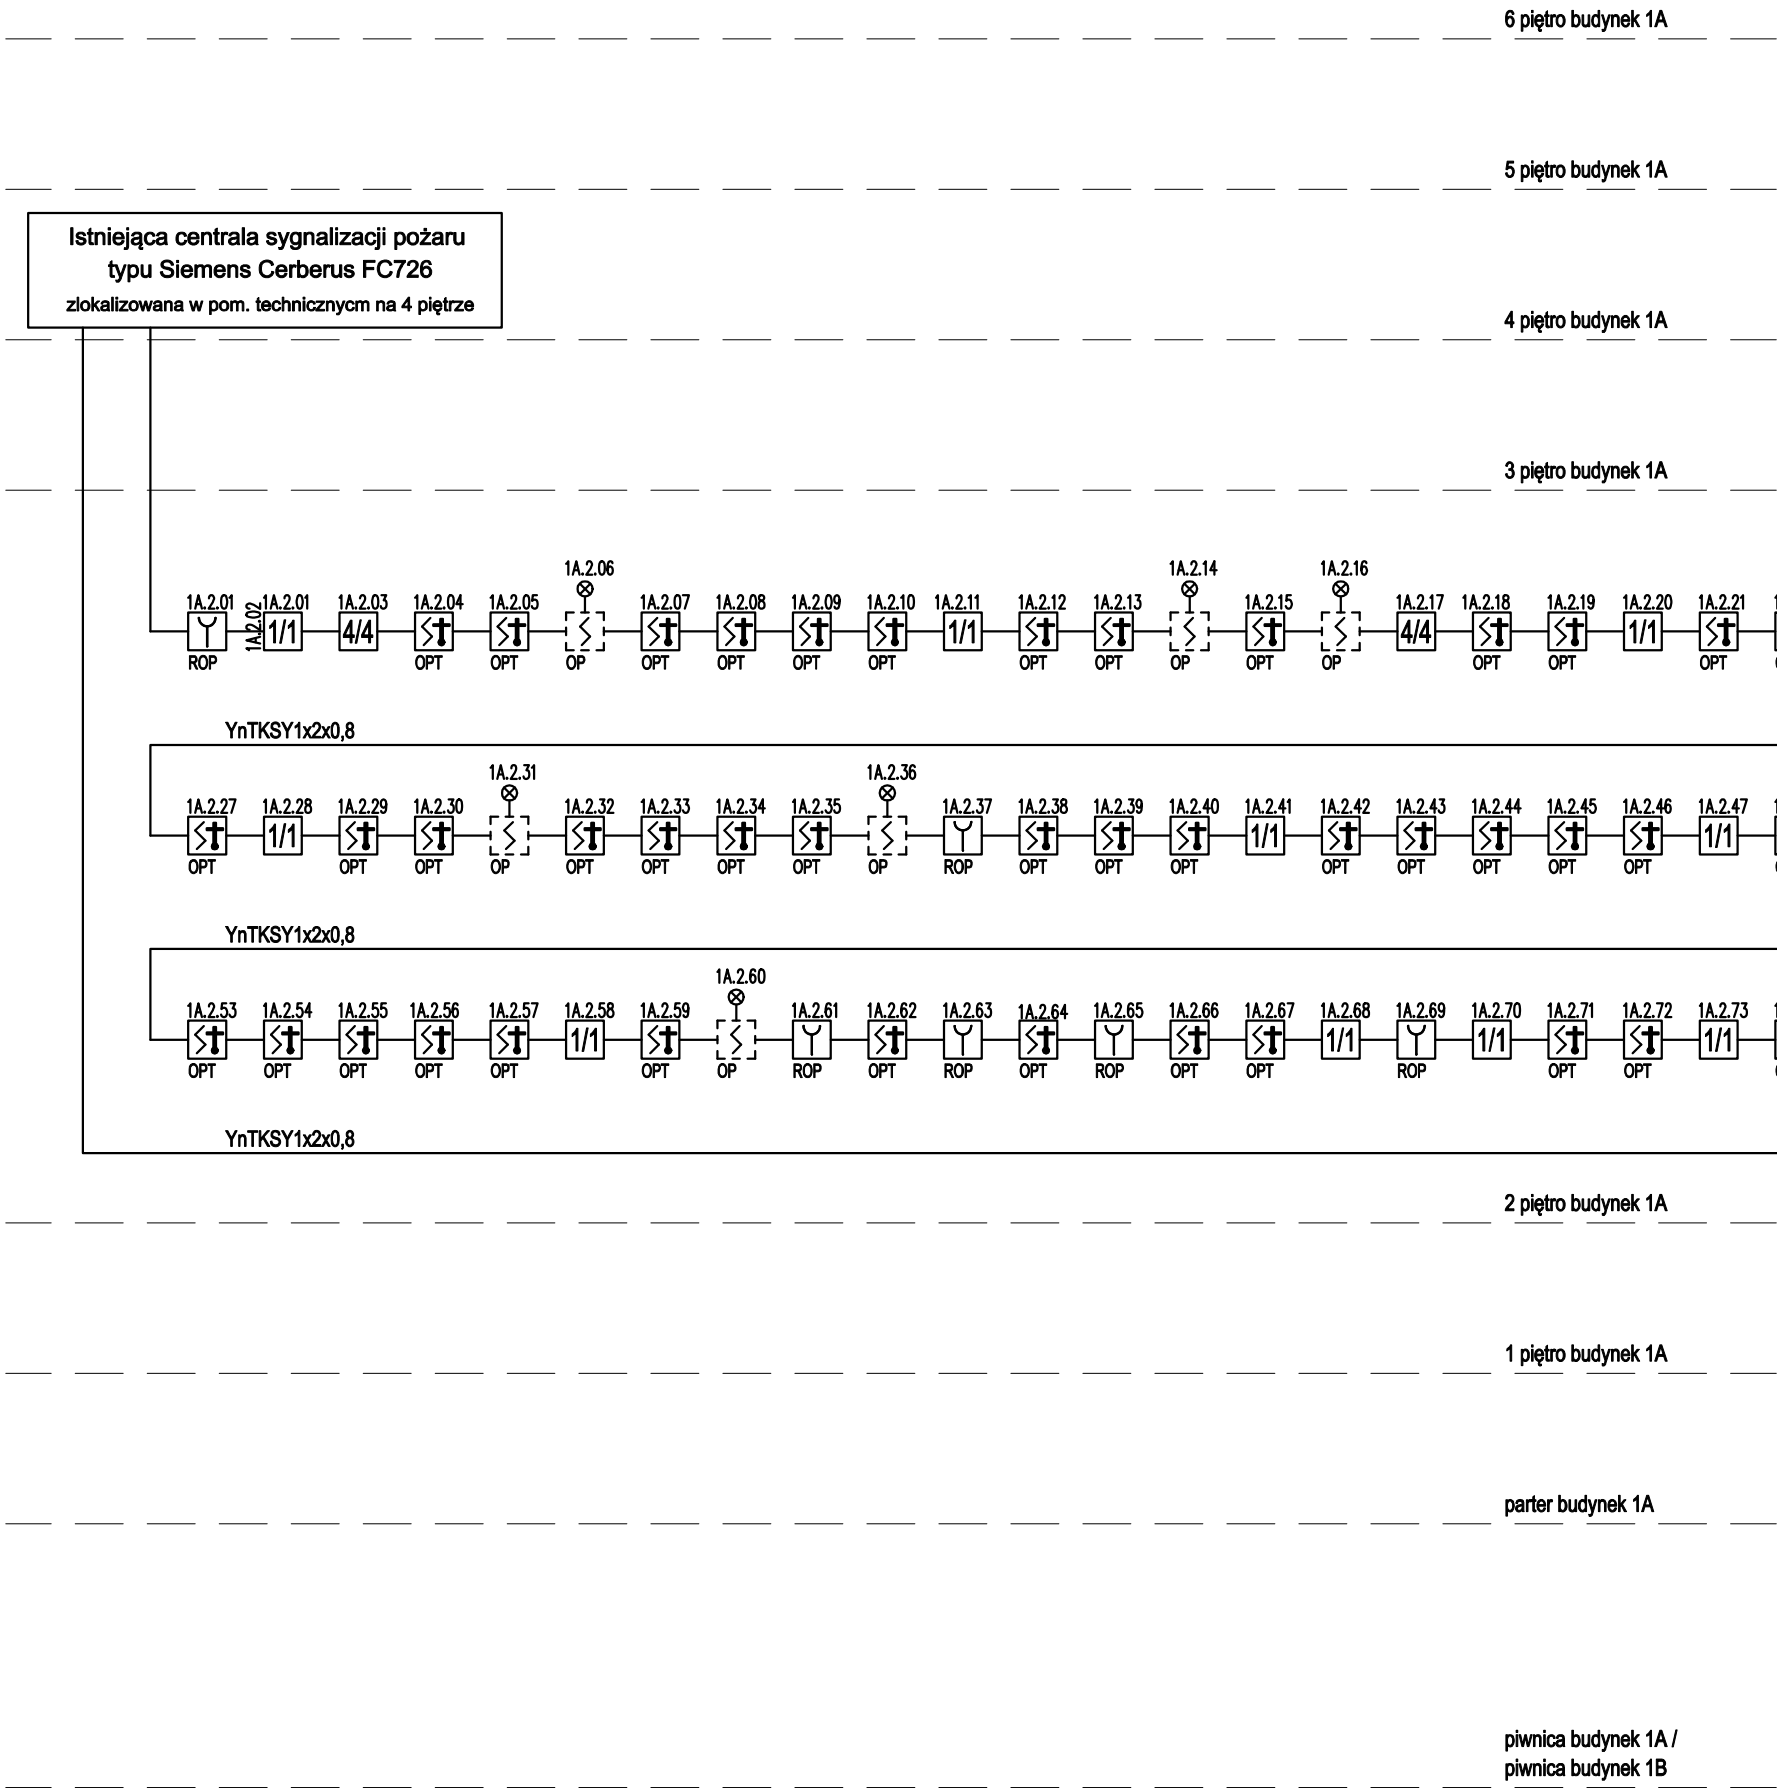 6 piętro budynek 1A
5 piętro budynek 1A
Istniejąca centrala sygnalizacji pożaru
typu Siemens Cerberus FC726
zlokalizowana w pom. technicznycm na 4 piętrze
4 piętro budynek 1A
3 piętro budynek 1A
1A.2.06 1A.2.14 1A.2.16
1A.2.01 1A.2.02 1A.2.01 1A.2.03 1A.2.04 1A.2.05 1A.2.07 1A.2.08 1A.2.09 1A.2.10 1A.2.11 1A.2.12 1A.2.13 1A.2.15 1A.2.17 1A.2.18 1A.2.19 1A.2.20 1A.2.21
1/1 4/4 1/1 4/4 1/1
ROP OPT OPT OP OPT OPT OPT OPT OPT OPT OP OPT OP OPT OPT OPT
YnTKSY1x2x0,8
1A.2.31 1A.2.36
1A.2.27 1A.2.28 1A.2.29 1A.2.30 1A.2.32 1A.2.33 1A.2.34 1A.2.35 1A.2.37 1A.2.38 1A.2.39 1A.2.40 1A.2.41 1A.2.42 1A.2.43 1A.2.44 1A.2.45 1A.2.46 1A.2.47
1/1 1/1 1/1
OPT OPT OPT OP OPT OPT OPT OPT OP ROP OPT OPT OPT OPT OPT OPT OPT OPT
YnTKSY1x2x0,8
1A.2.60
1A.2.53 1A.2.54 1A.2.55 1A.2.56 1A.2.57 1A.2.58 1A.2.59 1A.2.61 1A.2.62 1A.2.63 1A.2.64 1A.2.65 1A.2.66 1A.2.67 1A.2.68 1A.2.69 1A.2.70 1A.2.71 1A.2.72 1A.2.73
1/1 1/1 1/1 1/1
OPT OPT OPT OPT OPT OPT OP ROP OPT ROP OPT ROP OPT OPT ROP OPT OPT
YnTKSY1x2x0,8
2 piętro budynek 1A
1 piętro budynek 1A
parter budynek 1A
piwnica budynek 1A /
piwnica budynek 1B